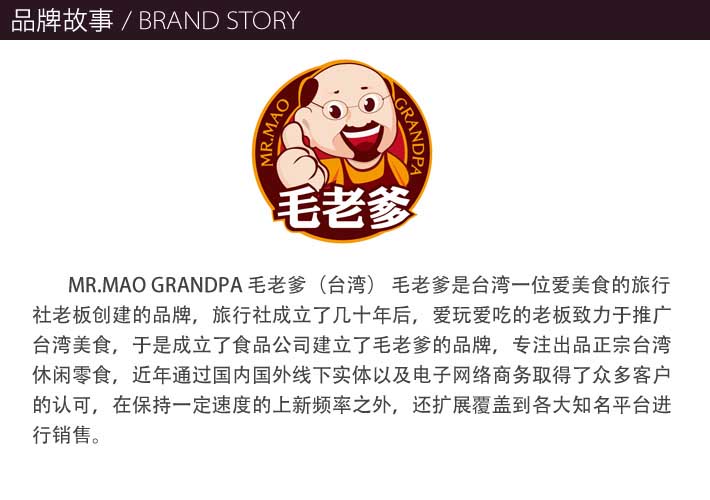 品牌故事 / BRAND STORY
MR.MAO GRANDPA
毛老爹
MR.MAO GRANDPA 毛老爹（台湾） 毛老爹是台湾一位爱美食的旅行
社老板创建的品牌，旅行社成立了几十年后，爱玩爱吃的老板致力于推广
台湾美食，于是成立了食品公司建立了毛老爹的品牌，专注出品正宗台湾
休闲零食，近年通过国内国外线下实体以及电子网络商务取得了众多客户
的认可，在保持一定速度的上新频率之外，还扩展覆盖到各大知名平台进
行销售。